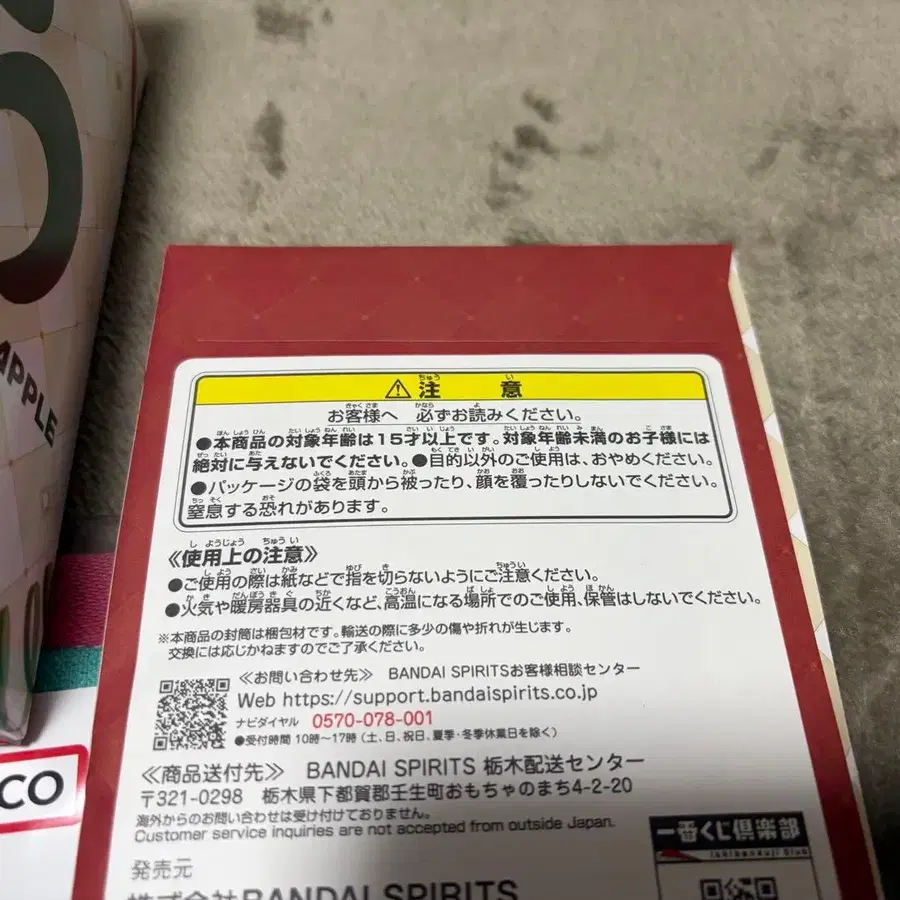 APPLE
CO
⚠注意
お客様へ 必ずお読みください。
●本商品の対象年齢は15才以上です。対象年齢未満のお子様には
絶対に与えないでください。●目的以外のご使用は、おやめください。
●パッケージの袋を頭から被ったり、顔を覆ったりしないでください。
窒息する恐れがあります。
≪使用上の注意≫
●ご使用の際は紙などで指を切らないようにご注意ください。
●火気や暖房器具の近くなど、高温になる場所でのご使用、保管はしないでください。
※本商品の封筒は梱包材です。輸送の際に多少の傷や折れが生じます。
交換には応じかねますのでご了承ください。
≪お問い合わせ先≫ BANDAI SPIRITSお客様相談センター
Web https://support.bandaispirits.co.jp
ナビダイヤル 0570-078-001
●受付時間 10時〜17時 (土、日、祝日、夏季・冬季休業日を除く)
≪商品送付先≫ BANDAI SPIRITS 栃木配送センター
〒321-0298 栃木県下都賀郡壬生町おもちゃのまち4-2-20
海外からのお問い合わせは受け付けておりません。
Customer service inquiries are not accepted from outside Japan.
発売元
株式会社BANDAI SPIRITS
一番くじ倶楽部
Ichibankuji Club